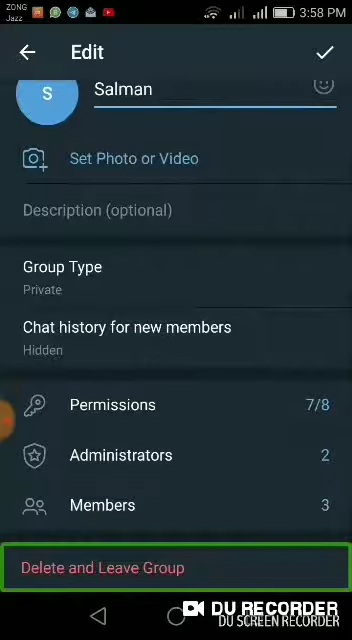 ZONG
Jazz
3:58 PM
Edit
S
Salman
Set Photo or Video
Description (optional)
Group Type
Private
Chat history for new members
Hidden
Permissions
7/8
Administrators
2
Members
3
Delete and Leave Group
DU RECORDER
DU SCREEN RECORDER